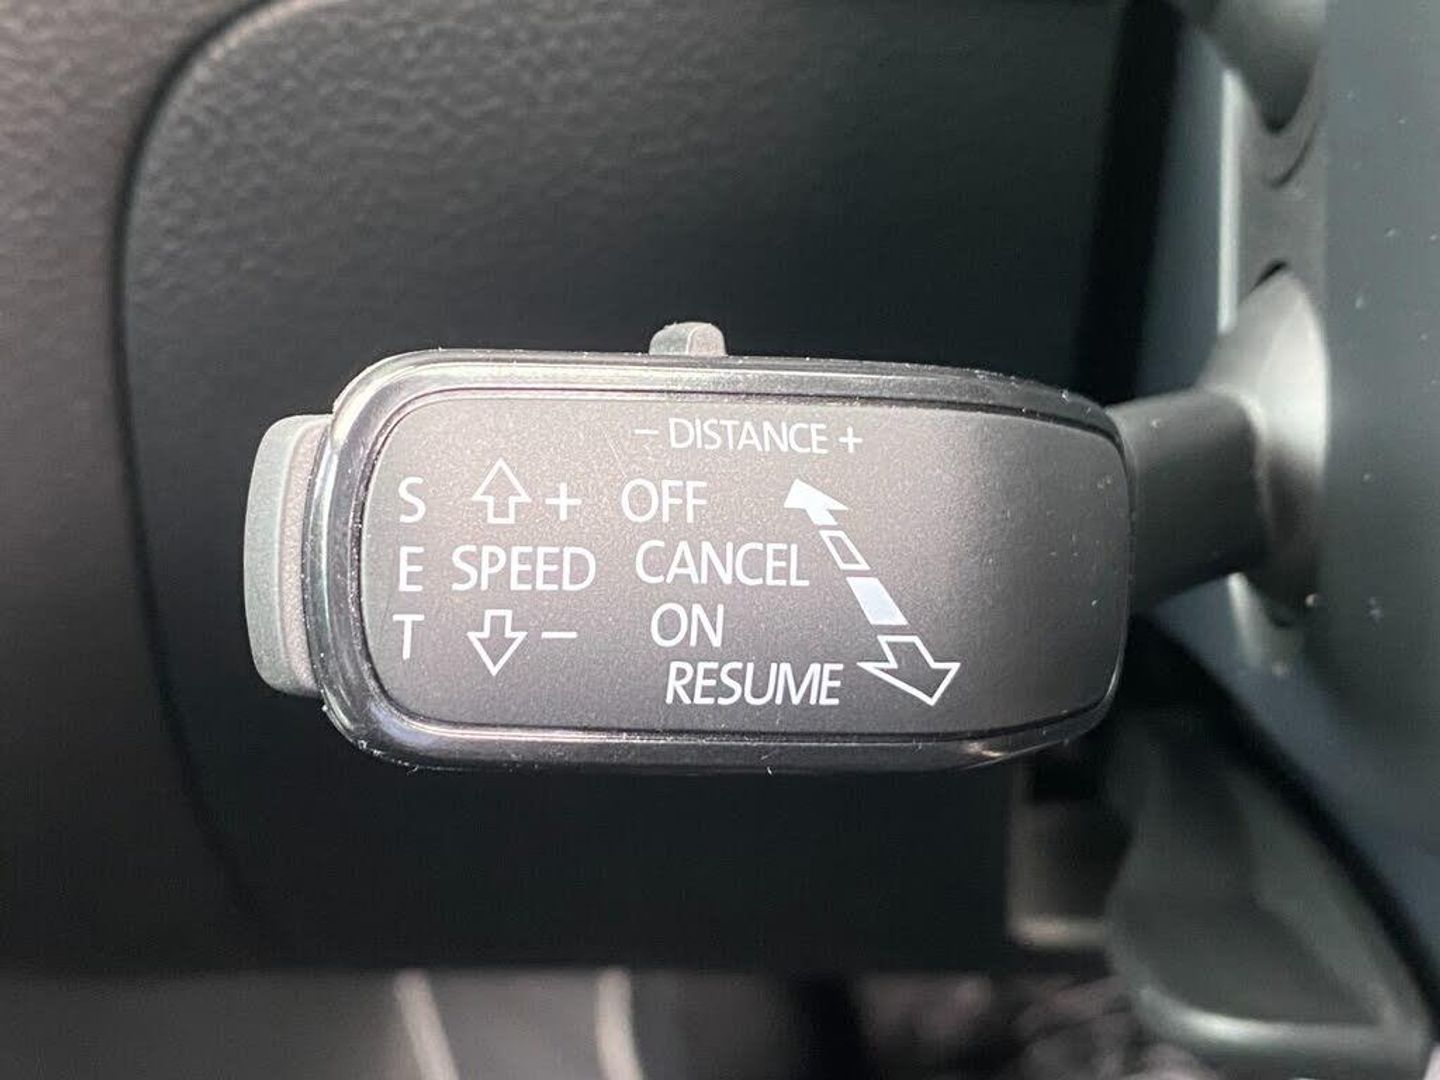 – DISTANCE +
S + OFF
E SPEED CANCEL
T – ON
RESUME